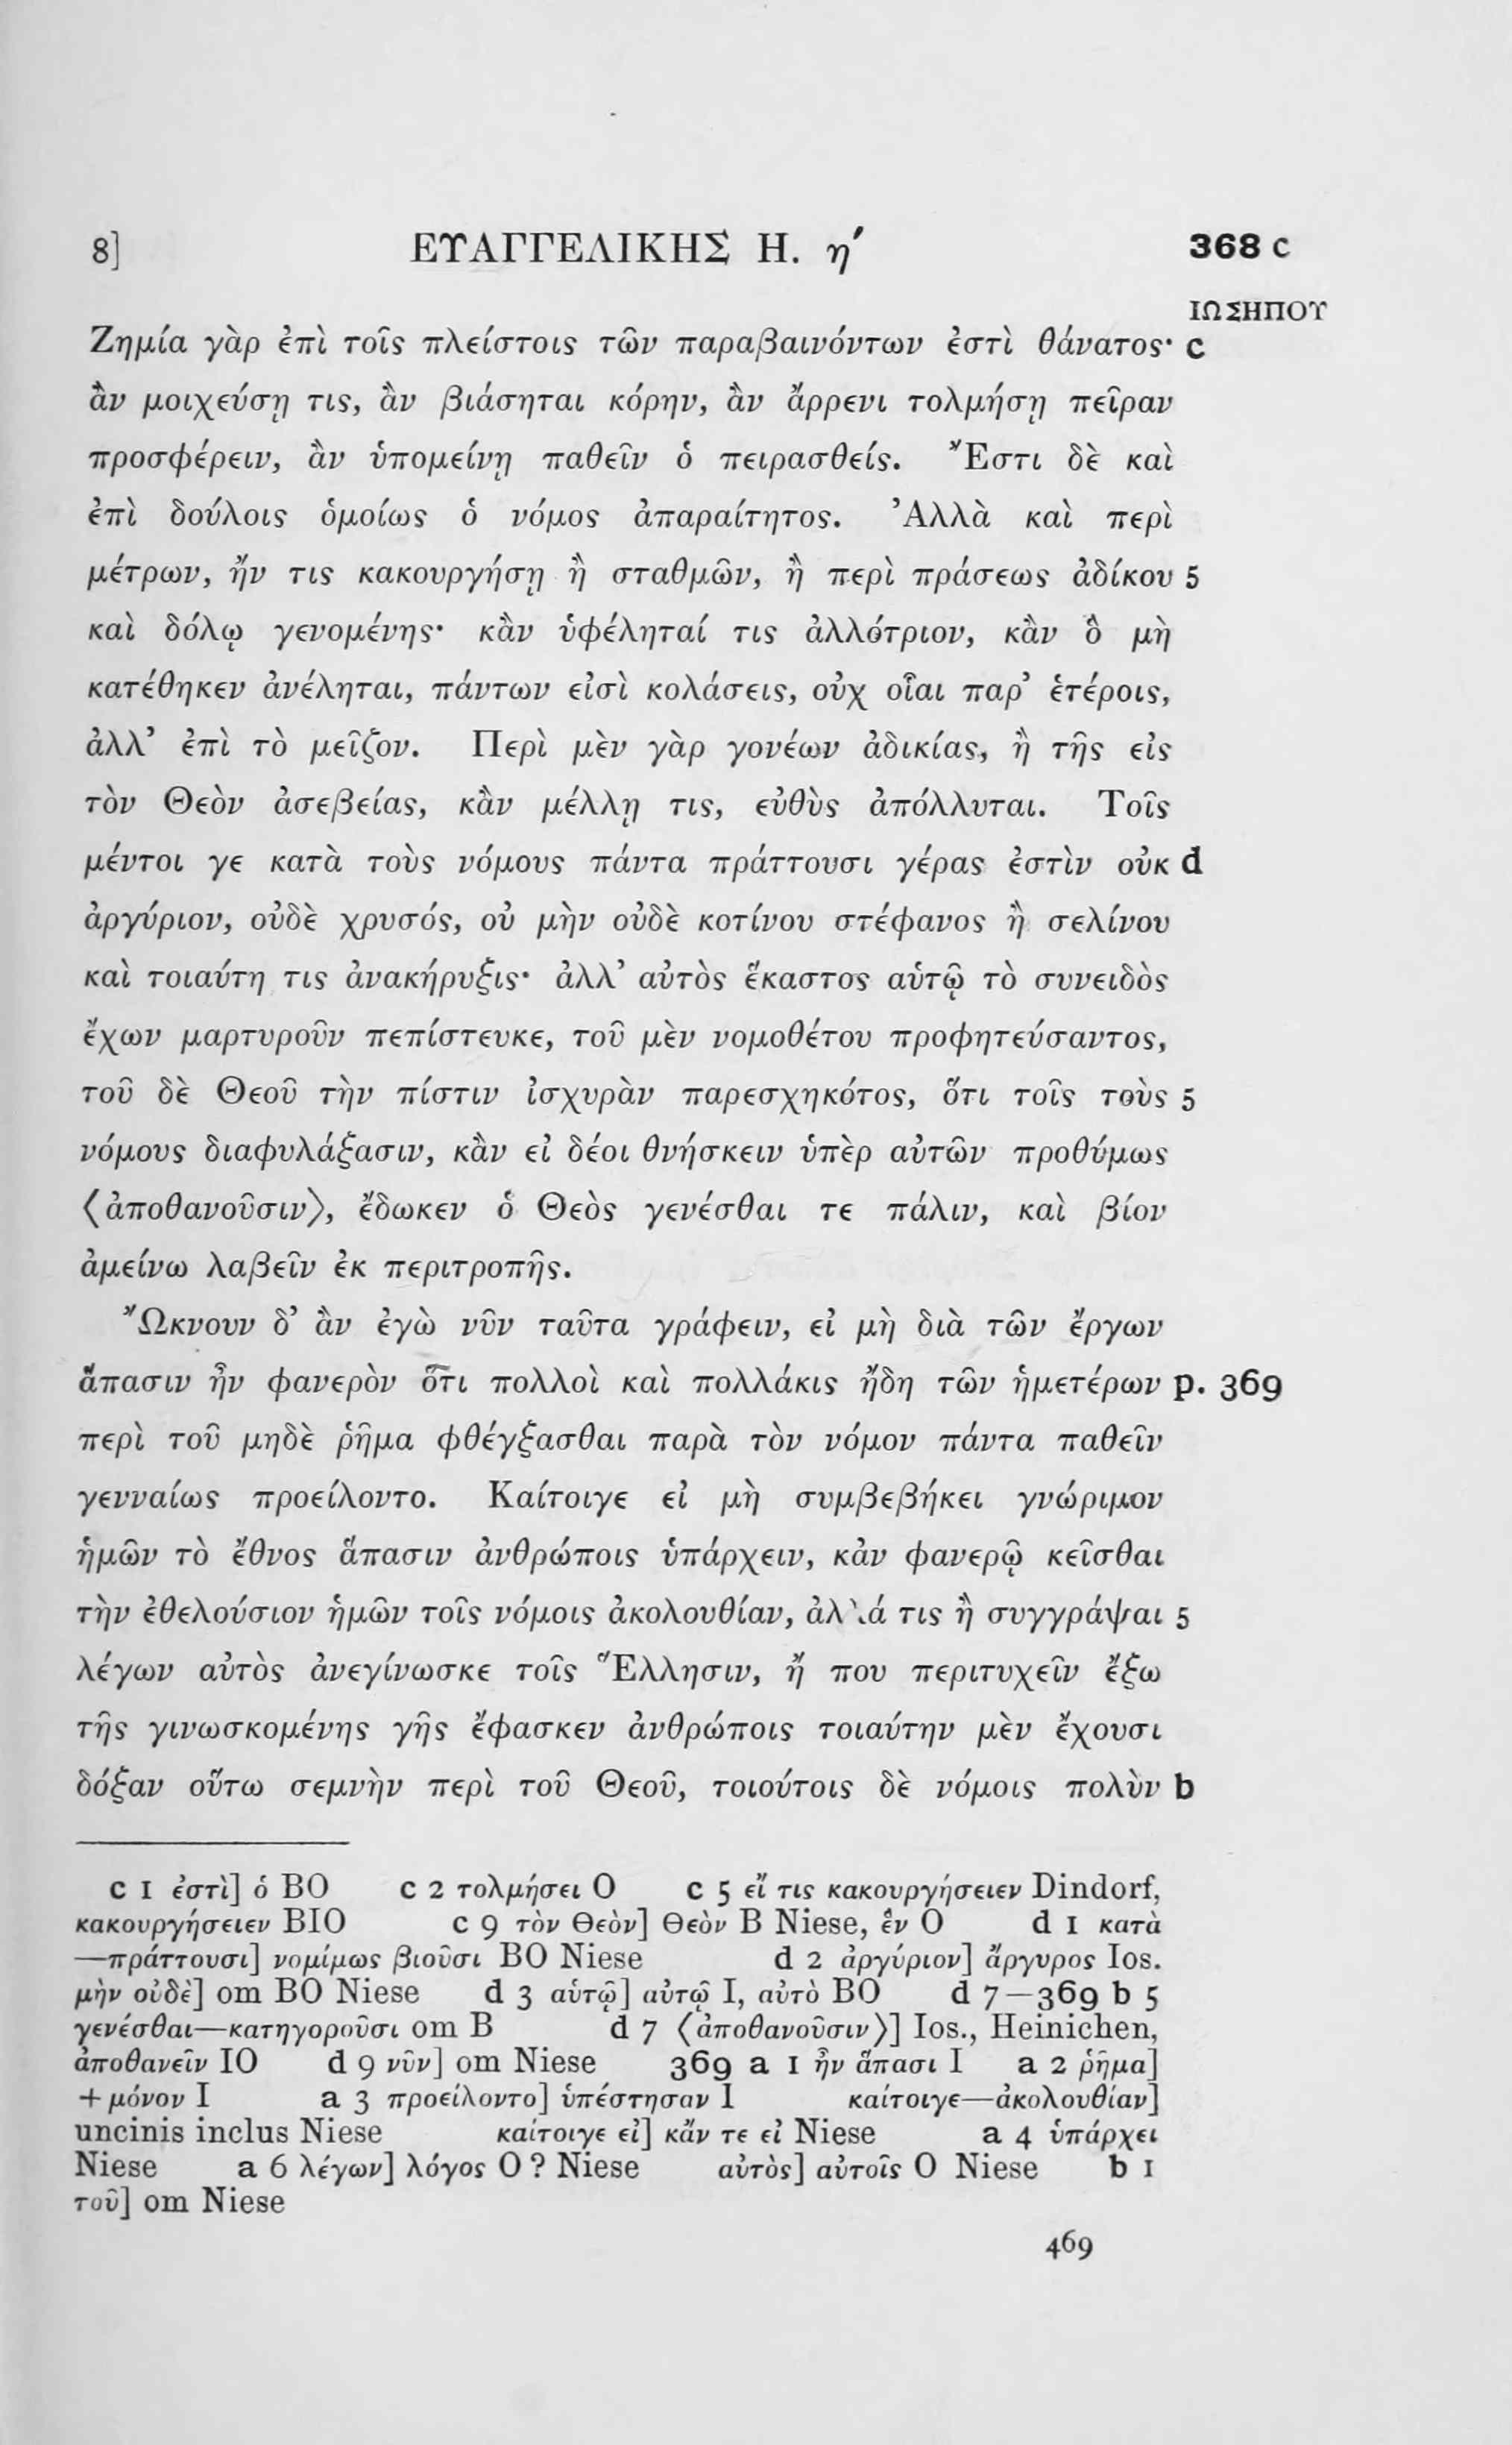 8] ΕΥΑΓΓΕΛΙΚΗΣ Η. η′ 368 c
ΙΩΣΗΠΟΥ
Ζημία γὰρ ἐπὶ τοῖς πλείστοις τῶν παραβαινόντων ἐστὶ θάνατος· c
ἂν μοιχεύσῃ τις, ἂν βιάσηται κόρην, ἂν ἄρρενι τολμήσῃ πεῖραν
προσφέρειν, ἂν ὑπομείνῃ παθεῖν ὁ πειρασθείς. Ἔστι δὲ καὶ
ἐπὶ δούλοις ὁμοίως ὁ νόμος ἀπαραίτητος. Ἀλλὰ καὶ περὶ
μέτρων, ἤν τις κακουργήσῃ ἢ σταθμῶν, ἢ περὶ πράσεως ἀδίκου 5
καὶ δόλῳ γενομένης· κἂν ὑφέληταί τις ἀλλότριον, κἂν ὃ μὴ
κατέθηκεν ἀνέληται, πάντων εἰσὶ κολάσεις, οὐχ οἷαι παρ’ ἑτέροις,
ἀλλ’ ἐπὶ τὸ μεῖζον. Περὶ μὲν γὰρ γονέων ἀδικίας, ἢ τῆς εἰς
τὸν Θεὸν ἀσεβείας, κἂν μέλλῃ τις, εὐθὺς ἀπόλλυται. Τοῖς
μέντοι γε κατὰ τοὺς νόμους πάντα πράττουσι γέρας ἐστὶν οὐκ d
ἀργύριον, οὐδὲ χρυσός, οὐ μὴν οὐδὲ κοτίνου στέφανος ἢ σελίνου
καὶ τοιαύτη τις ἀνακήρυξις· ἀλλ’ αὐτὸς ἕκαστος αὑτῷ τὸ συνειδὸς
ἔχων μαρτυροῦν πεπίστευκε, τοῦ μὲν νομοθέτου προφητεύσαντος,
τοῦ δὲ Θεοῦ τὴν πίστιν ἰσχυρὰν παρεσχηκότος, ὅτι τοῖς τοὺς 5
νόμους διαφυλάξασιν, κἂν εἰ δέοι θνήσκειν ὑπὲρ αὐτῶν προθύμως
⟨ἀποθανοῦσιν⟩, ἔδωκεν ὁ Θεὸς γενέσθαι τε πάλιν, καὶ βίον
ἀμείνω λαβεῖν ἐκ περιτροπῆς.
Ὤκνουν δ’ ἂν ἐγὼ νῦν ταῦτα γράφειν, εἰ μὴ διὰ τῶν ἔργων
ἅπασιν ἦν φανερὸν ὅτι πολλοὶ καὶ πολλάκις ἤδη τῶν ἡμετέρων p. 369
περὶ τοῦ μηδὲ ῥῆμα φθέγξασθαι παρὰ τὸν νόμον πάντα παθεῖν
γενναίως προείλοντο. Καίτοιγε εἰ μὴ συμβεβήκει γνώριμον
ἡμῶν τὸ ἔθνος ἅπασιν ἀνθρώποις ὑπάρχειν, κἀν φανερῷ κεῖσθαι
τὴν ἐθελούσιον ἡμῶν τοῖς νόμοις ἀκολουθίαν, ἀλλά τις ἢ συγγράψαι 5
λέγων αὐτὸς ἀνεγίνωσκε τοῖς Ἕλλησιν, ἤ που περιτυχεῖν ἔξω
τῆς γινωσκομένης γῆς ἔφασκεν ἀνθρώποις τοιαύτην μὲν ἔχουσι
δόξαν οὕτω σεμνὴν περὶ τοῦ Θεοῦ, τοιούτοις δὲ νόμοις πολὺν b
c 1 ἐστὶ] ὁ BO c 2 τολμήσει O c 5 εἴ τις κακουργήσειεν Dindorf,
κακουργήσειεν BIO c 9 τὸν Θεὸν] Θεὸν B Niese, ἓν O d 1 κατὰ
—πράττουσι] νομίμως βιοῦσι BO Niese d 2 ἀργύριον] ἄργυρος Ios.
μὴν οὐδὲ] om BO Niese d 3 αὑτῷ] αὐτῷ I, αὐτὸ BO d 7—369 b 5
γενέσθαι—κατηγοροῦσι om B d 7 ⟨ἀποθανοῦσιν⟩] Ios., Heinichen,
ἀποθανεῖν IO d 9 νῦν] om Niese 369 a 1 ἦν ἅπασι I a 2 ῥῆμα]
+ μόνον I a 3 προείλοντο] ὑπέστησαν I καίτοιγε—ἀκολουθίαν]
uncinis inclus Niese καίτοιγε εἰ] κἄν τε εἰ Niese a 4 ὑπάρχει
Niese a 6 λέγων] λόγος O ? Niese αὐτὸς] αὐτοῖς O Niese b 1
τοῦ] om Niese
469